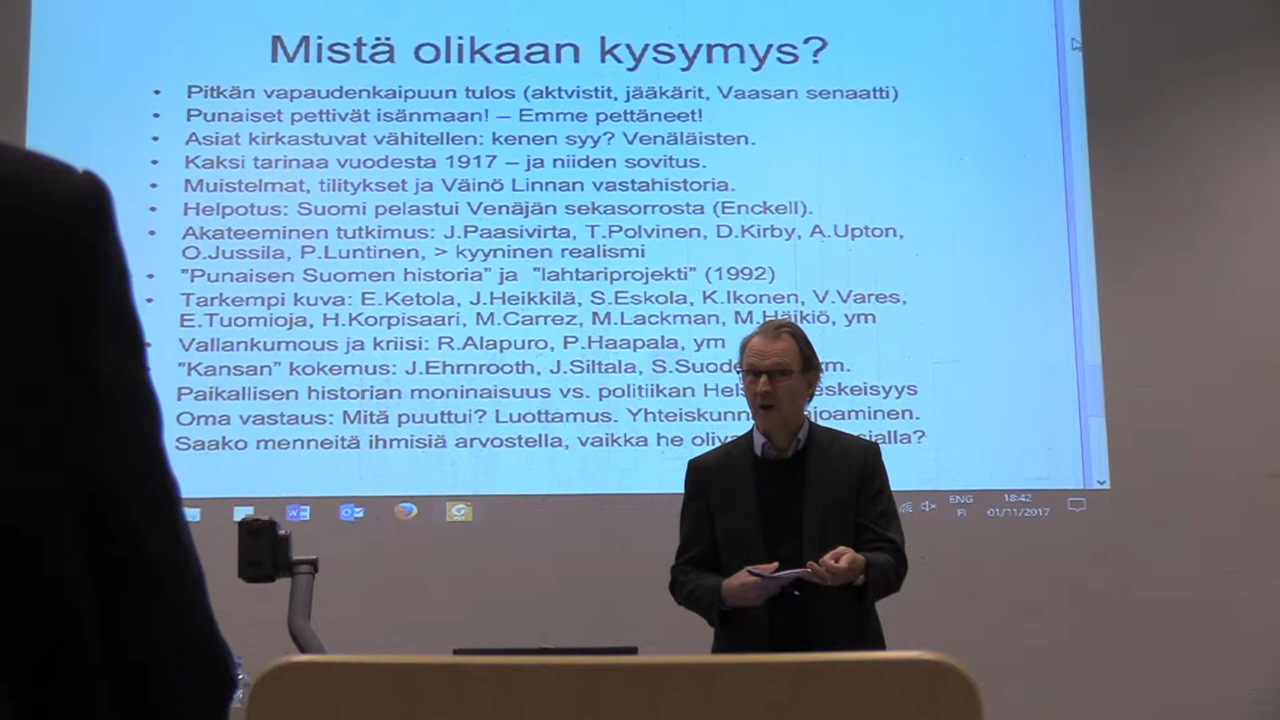 Mistä olikaan kysymys?
• Pitkän vapaudenkaipuun tulos (aktvistit, jääkärit, Vaasan senaatti)
• Punaiset pettivät isänmaan! – Emme pettäneet!
• Asiat kirkastuvat vähitellen: kenen syy? Venäläisten.
• Kaksi tarinaa vuodesta 1917 – ja niiden sovitus.
• Muistelmat, tilitykset ja Väinö Linnan vastahistoria.
• Helpotus: Suomi pelastui Venäjän sekasorrosta (Enckell).
• Akateeminen tutkimus: J.Paasivirta, T.Polvinen, D.Kirby, A.Upton,
O.Jussila, P.Luntinen, > kyyninen realismi
• "Punaisen Suomen historia" ja "lahtariprojekti" (1992)
• Tarkempi kuva: E.Ketola, J.Heikkilä, S.Eskola, K.Ikonen, V.Vares,
E.Tuomioja, H.Korpisaari, M.Carrez, M.Lackman, M.Häikiö, ym
• Vallankumous ja kriisi: R.Alapuro, P.Haapala, ym
"Kansan" kokemus: J.Ehrnrooth, J.Siltala,
Paikallisen historian moninaisuus vs. politiikan
Oma vastaus: Mitä puuttui? Luottamus.
Saako menneitä ihmisiä arvostella, vaikka he
ENG 18:42
FI 01/11/2017